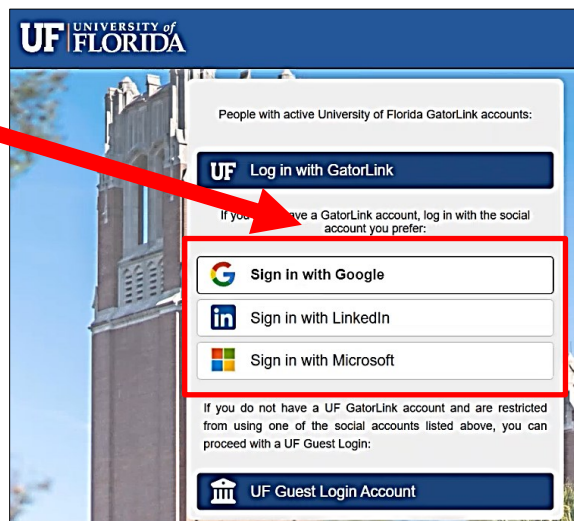 UF UNIVERSITY of
FLORIDA
People with active University of Florida GatorLink accounts:
UF Log in with GatorLink
If you have a GatorLink account, log in with the social
account you prefer:
Sign in with Google
in Sign in with LinkedIn
Sign in with Microsoft
If you do not have a UF GatorLink account and are restricted
from using one of the social accounts listed above, you can
proceed with a UF Guest Login:
UF Guest Login Account